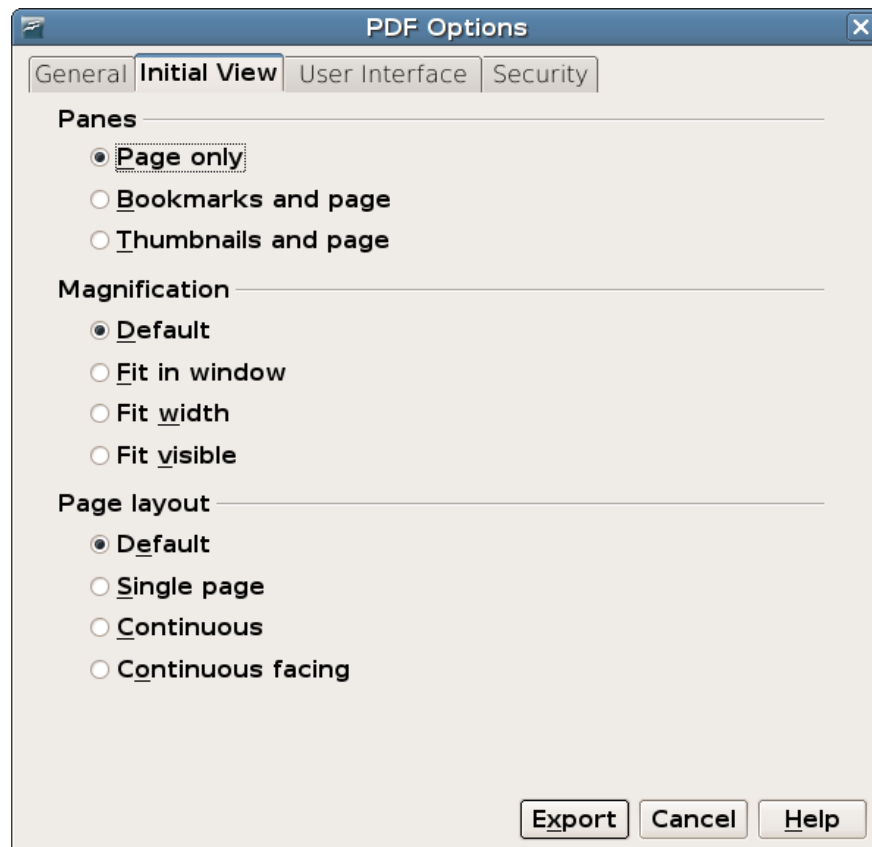 PDF Options
General Initial View User Interface Security
Panes
Page only
Bookmarks and page
Thumbnails and page
Magnification
Default
Fit in window
Fit width
Fit visible
Page layout
Default
Single page
Continuous
Continuous facing
Export Cancel Help